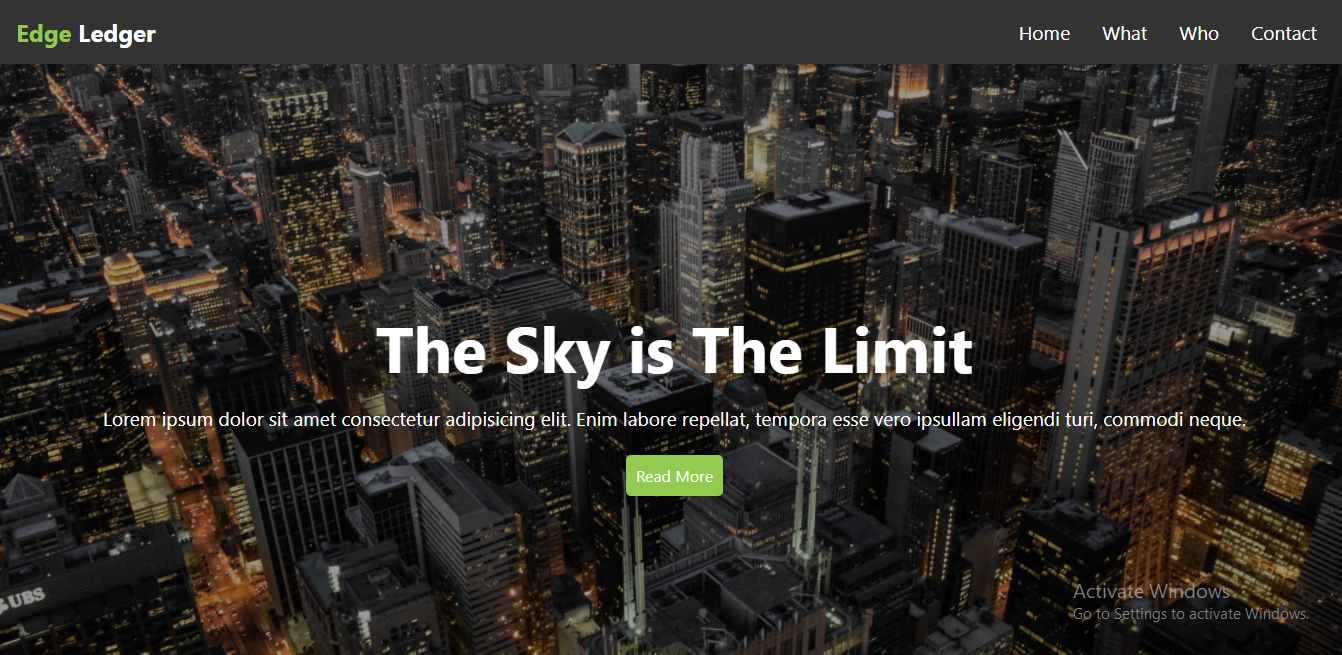 Edge Ledger
Home What Who Contact
The Sky is The Limit
Lorem ipsum dolor sit amet consectetur adipisicing elit. Enim labore repellat, tempora esse vero ipsullam eligendi turi, commodi neque.
Read More
UBS
Activate Windows
Go to Settings to activate Windows.